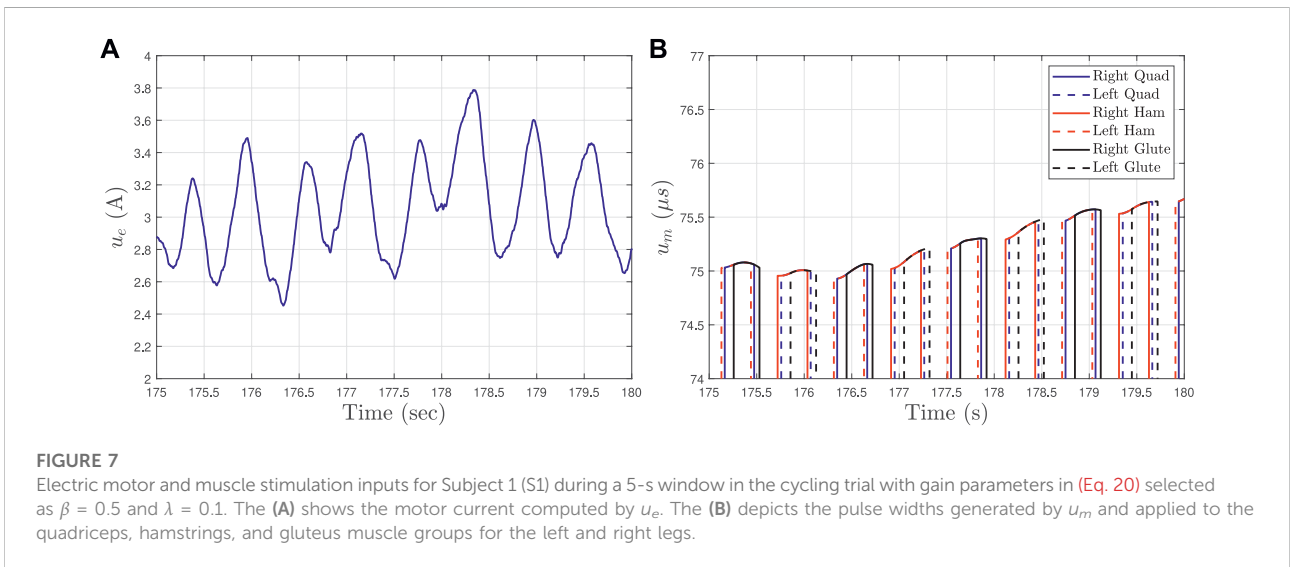 A
4
3.8
3.6
3.4
3.2
3
2.8
2.6
2.4
2.2
2
u_e (A)
175 175.5 176 176.5 177 177.5 178 178.5 179 179.5 180
Time (sec)
B
77
76.5
76
75.5
75
74.5
74
u_m (μs)
175 175.5 176 176.5 177 177.5 178 178.5 179 179.5 180
Time (s)
Right Quad
Left Quad
Right Ham
Left Ham
Right Glute
Left Glute
FIGURE 7
Electric motor and muscle stimulation inputs for Subject 1 (S1) during a 5-s window in the cycling trial with gain parameters in (Eq. 20) selected
as β = 0.5 and λ = 0.1. The (A) shows the motor current computed by u_e. The (B) depicts the pulse widths generated by u_m and applied to the
quadriceps, hamstrings, and gluteus muscle groups for the left and right legs.